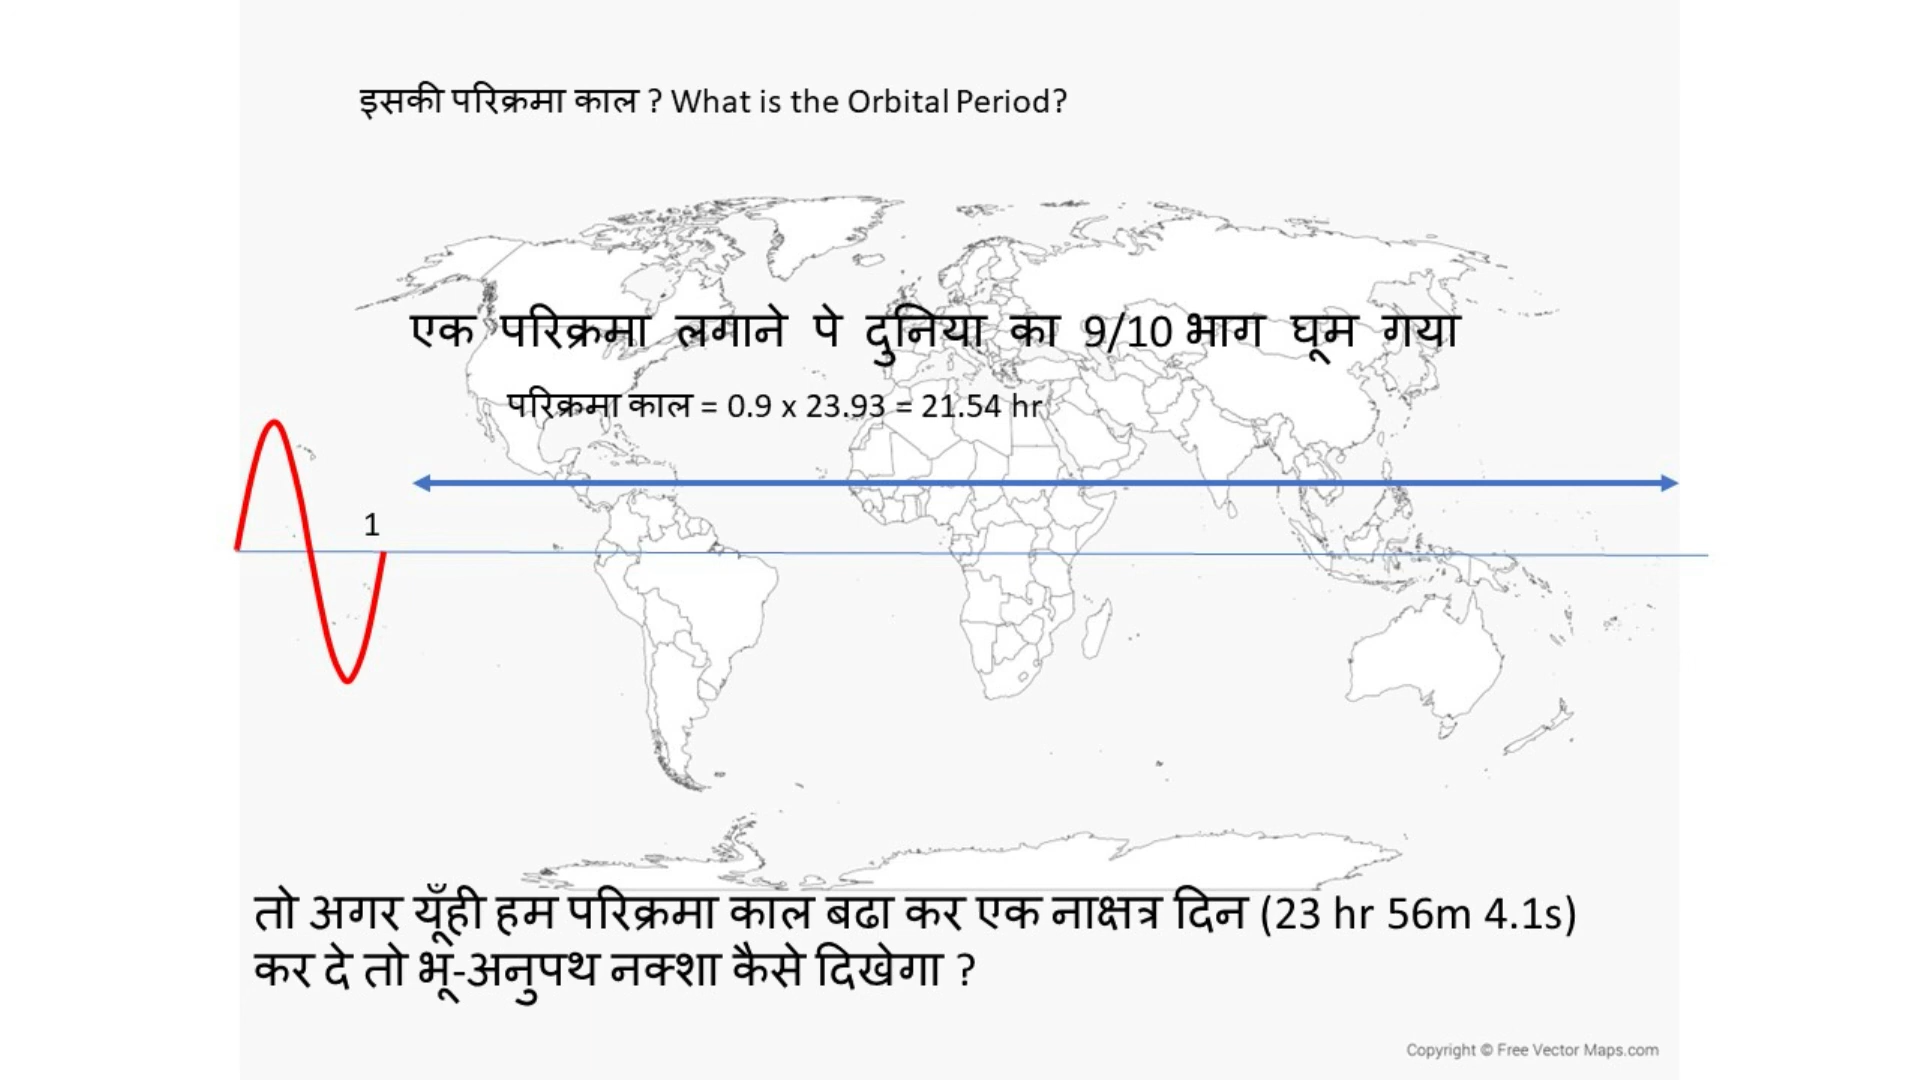 इसकी परिक्रमा काल ? What is the Orbital Period?
एक परिक्रमा लगाने पे दुनिया का 9/10 भाग घूम गया
परिक्रमा काल = 0.9 x 23.93 = 21.54 hr
1
तो अगर यूँही हम परिक्रमा काल बढा कर एक नाक्षत्र दिन (23 hr 56m 4.1s)
कर दे तो भू-अनुपथ नक्शा कैसे दिखेगा ?
Copyright © Free Vector Maps.com